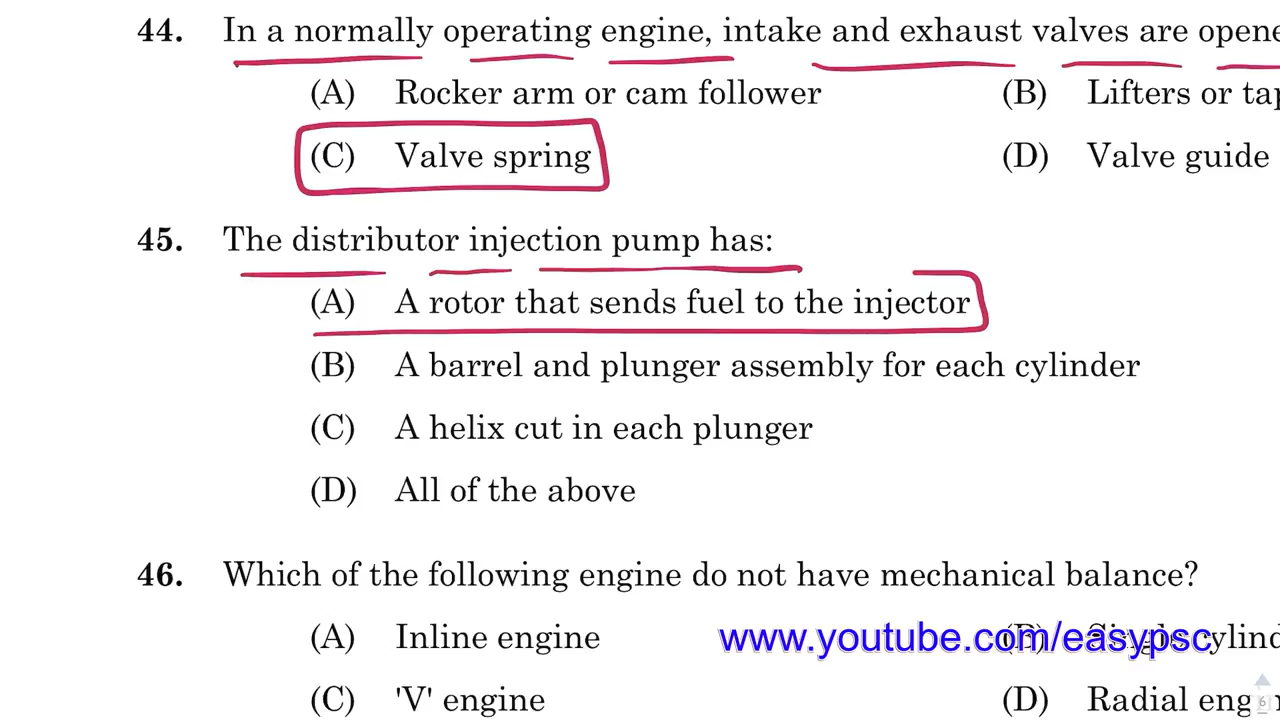 44. In a normally operating engine, intake and exhaust valves are opene
(A) Rocker arm or cam follower (B) Lifters or tap
(C) Valve spring (D) Valve guide
45. The distributor injection pump has:
(A) A rotor that sends fuel to the injector
(B) A barrel and plunger assembly for each cylinder
(C) A helix cut in each plunger
(D) All of the above
46. Which of the following engine do not have mechanical balance?
(A) Inline engine (B) Single cylind
www.youtube.com/easypsc
(C) 'V' engine (D) Radial eng
6